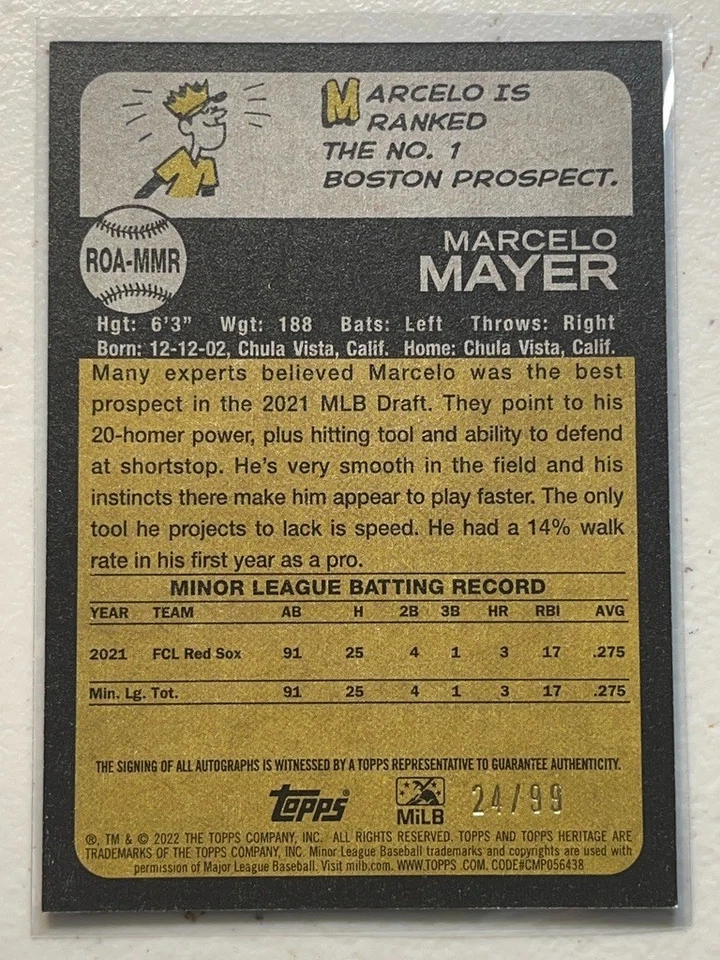 MARCELO IS
RANKED
THE NO. 1
BOSTON PROSPECT.
ROA-MMR
MARCELO
MAYER
Hgt: 6'3" Wgt: 188 Bats: Left Throws: Right
Born: 12-12-02, Chula Vista, Calif. Home: Chula Vista, Calif.
Many experts believed Marcelo was the best
prospect in the 2021 MLB Draft. They point to his
20-homer power, plus hitting tool and ability to defend
at shortstop. He's very smooth in the field and his
instincts there make him appear to play faster. The only
tool he projects to lack is speed. He had a 14% walk
rate in his first year as a pro.
MINOR LEAGUE BATTING RECORD
YEAR TEAM AB H 2B 3B HR RBI AVG
2021 FCL Red Sox 91 25 4 1 3 17 .275
Min. Lg. Tot. 91 25 4 1 3 17 .275
THE SIGNING OF ALL AUTOGRAPHS IS WITNESSED BY A TOPPS REPRESENTATIVE TO GUARANTEE AUTHENTICITY.
topps® MiLB 24/99
®, TM & © 2022 THE TOPPS COMPANY, INC. ALL RIGHTS RESERVED. TOPPS AND TOPPS HERITAGE ARE
TRADEMARKS OF THE TOPPS COMPANY, INC. Minor League Baseball trademarks and copyrights are used with
permission of Major League Baseball. Visit milb.com. WWW.TOPPS.COM. CODE#CMP056438